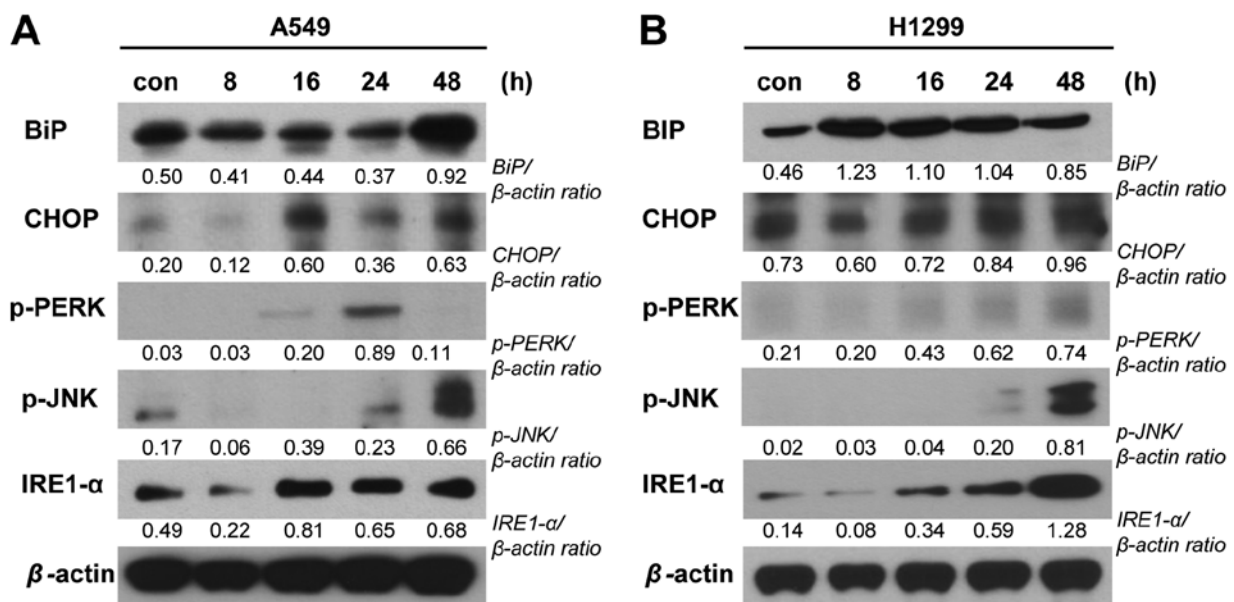 A
A549
con 8 16 24 48 (h)
BiP
0.50 0.41 0.44 0.37 0.92
BiP/
β-actin ratio
CHOP
0.20 0.12 0.60 0.36 0.63
CHOP/
β-actin ratio
p-PERK
0.03 0.03 0.20 0.89 0.11
p-PERK/
β-actin ratio
p-JNK
0.17 0.06 0.39 0.23 0.66
p-JNK/
β-actin ratio
IRE1-α
0.49 0.22 0.81 0.65 0.68
IRE1-α/
β-actin ratio
β-actin
B
H1299
con 8 16 24 48 (h)
BIP
0.46 1.23 1.10 1.04 0.85
BiP/
β-actin ratio
CHOP
0.73 0.60 0.72 0.84 0.96
CHOP/
β-actin ratio
p-PERK
0.21 0.20 0.43 0.62 0.74
p-PERK/
β-actin ratio
p-JNK
0.02 0.03 0.04 0.20 0.81
p-JNK/
β-actin ratio
IRE1-α
0.14 0.08 0.34 0.59 1.28
IRE1-α/
β-actin ratio
β-actin